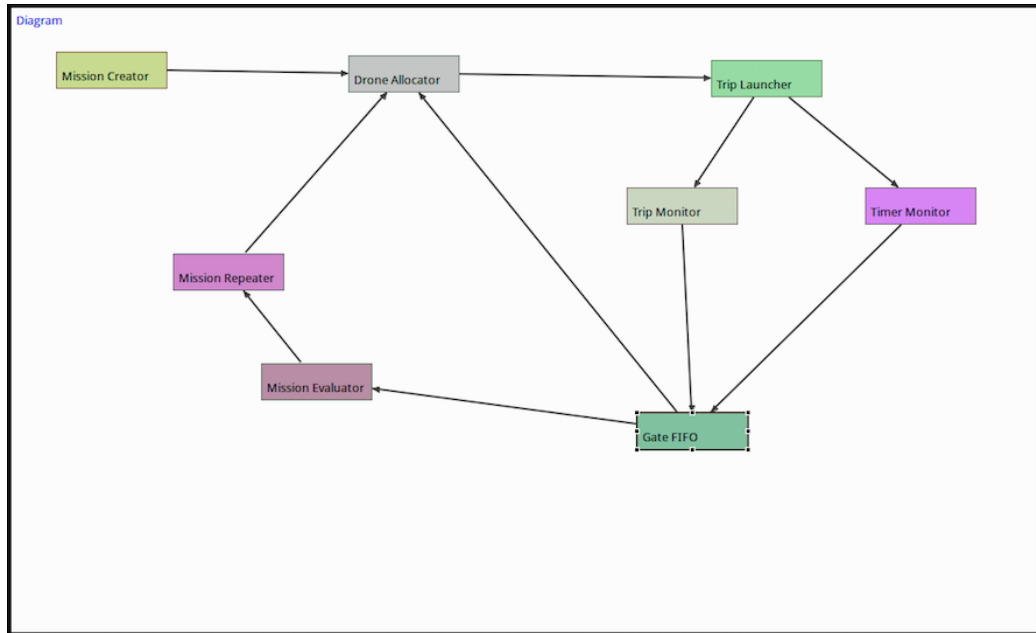 Diagram
Mission Creator
Drone Allocator
Trip Launcher
Trip Monitor
Timer Monitor
Mission Repeater
Mission Evaluator
Gate FIFO